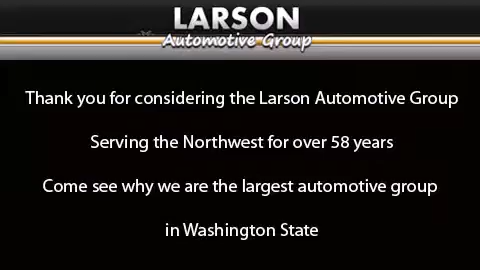 LARSON
Automotive Group
Thank you for considering the Larson Automotive Group
Serving the Northwest for over 58 years
Come see why we are the largest automotive group
in Washington State